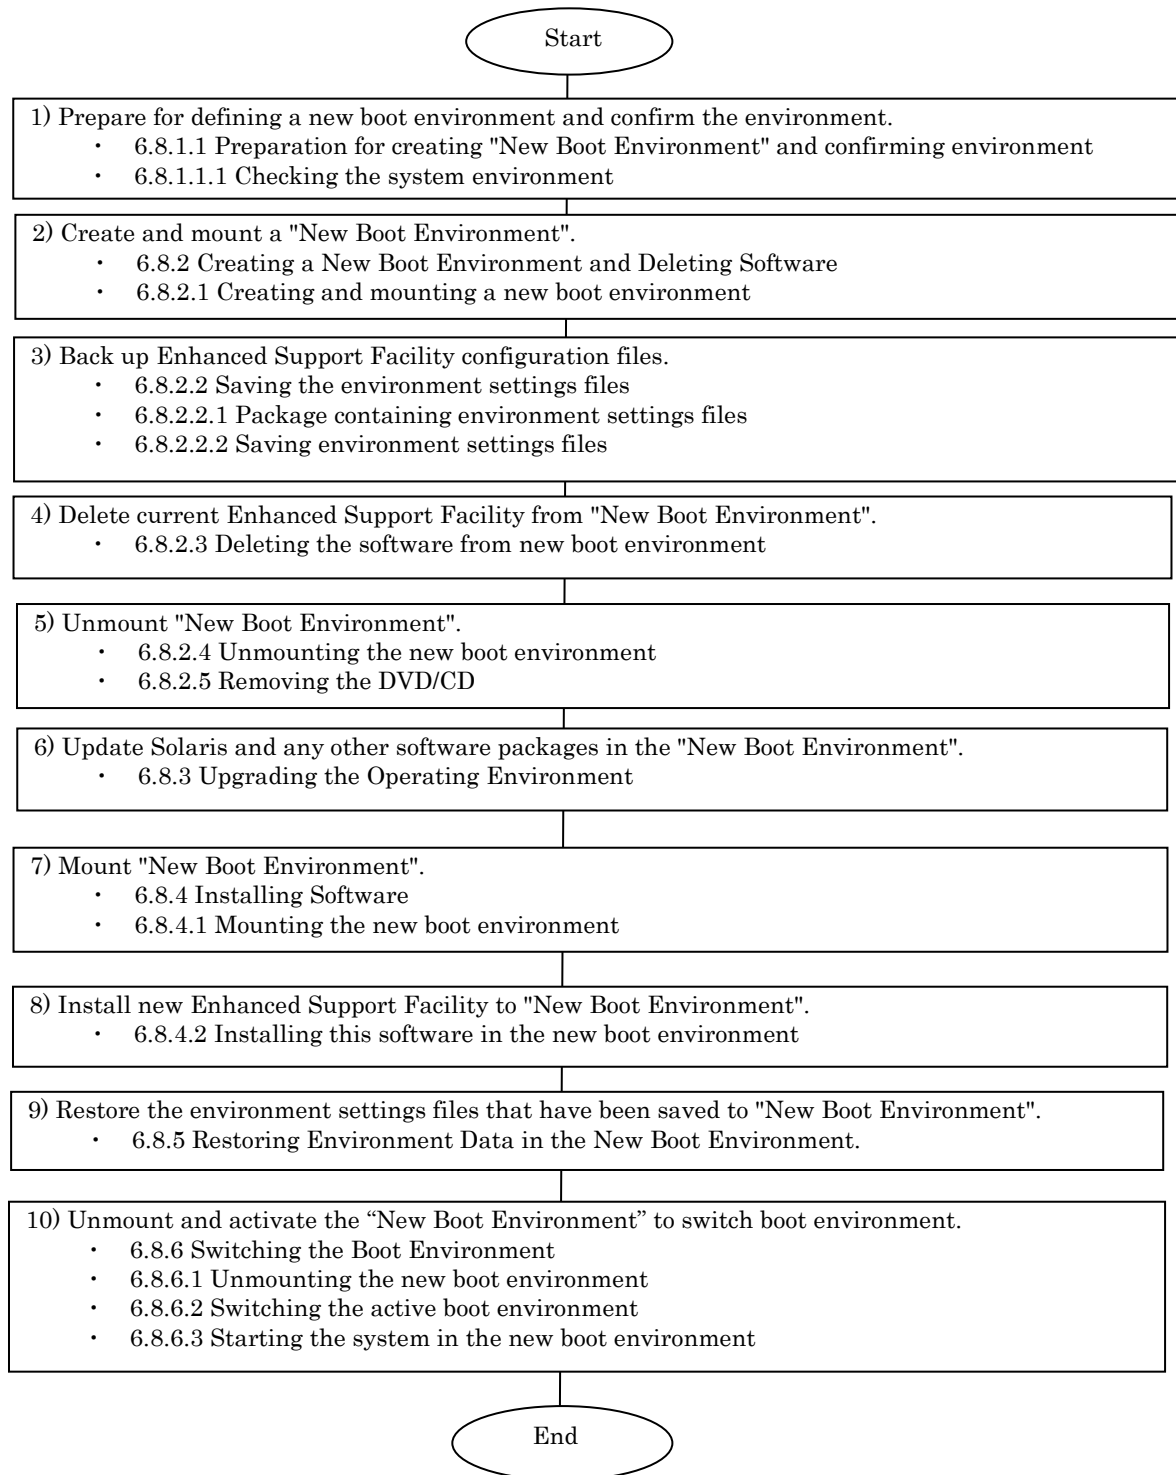 Start
1) Prepare for defining a new boot environment and confirm the environment.
・ 6.8.1.1 Preparation for creating "New Boot Environment" and confirming environment
・ 6.8.1.1.1 Checking the system environment
2) Create and mount a "New Boot Environment".
・ 6.8.2 Creating a New Boot Environment and Deleting Software
・ 6.8.2.1 Creating and mounting a new boot environment
3) Back up Enhanced Support Facility configuration files.
・ 6.8.2.2 Saving the environment settings files
・ 6.8.2.2.1 Package containing environment settings files
・ 6.8.2.2.2 Saving environment settings files
4) Delete current Enhanced Support Facility from "New Boot Environment".
・ 6.8.2.3 Deleting the software from new boot environment
5) Unmount "New Boot Environment".
・ 6.8.2.4 Unmounting the new boot environment
・ 6.8.2.5 Removing the DVD/CD
6) Update Solaris and any other software packages in the "New Boot Environment".
・ 6.8.3 Upgrading the Operating Environment
7) Mount "New Boot Environment".
・ 6.8.4 Installing Software
・ 6.8.4.1 Mounting the new boot environment
8) Install new Enhanced Support Facility to "New Boot Environment".
・ 6.8.4.2 Installing this software in the new boot environment
9) Restore the environment settings files that have been saved to "New Boot Environment".
・ 6.8.5 Restoring Environment Data in the New Boot Environment.
10) Unmount and activate the “New Boot Environment” to switch boot environment.
・ 6.8.6 Switching the Boot Environment
・ 6.8.6.1 Unmounting the new boot environment
・ 6.8.6.2 Switching the active boot environment
・ 6.8.6.3 Starting the system in the new boot environment
End